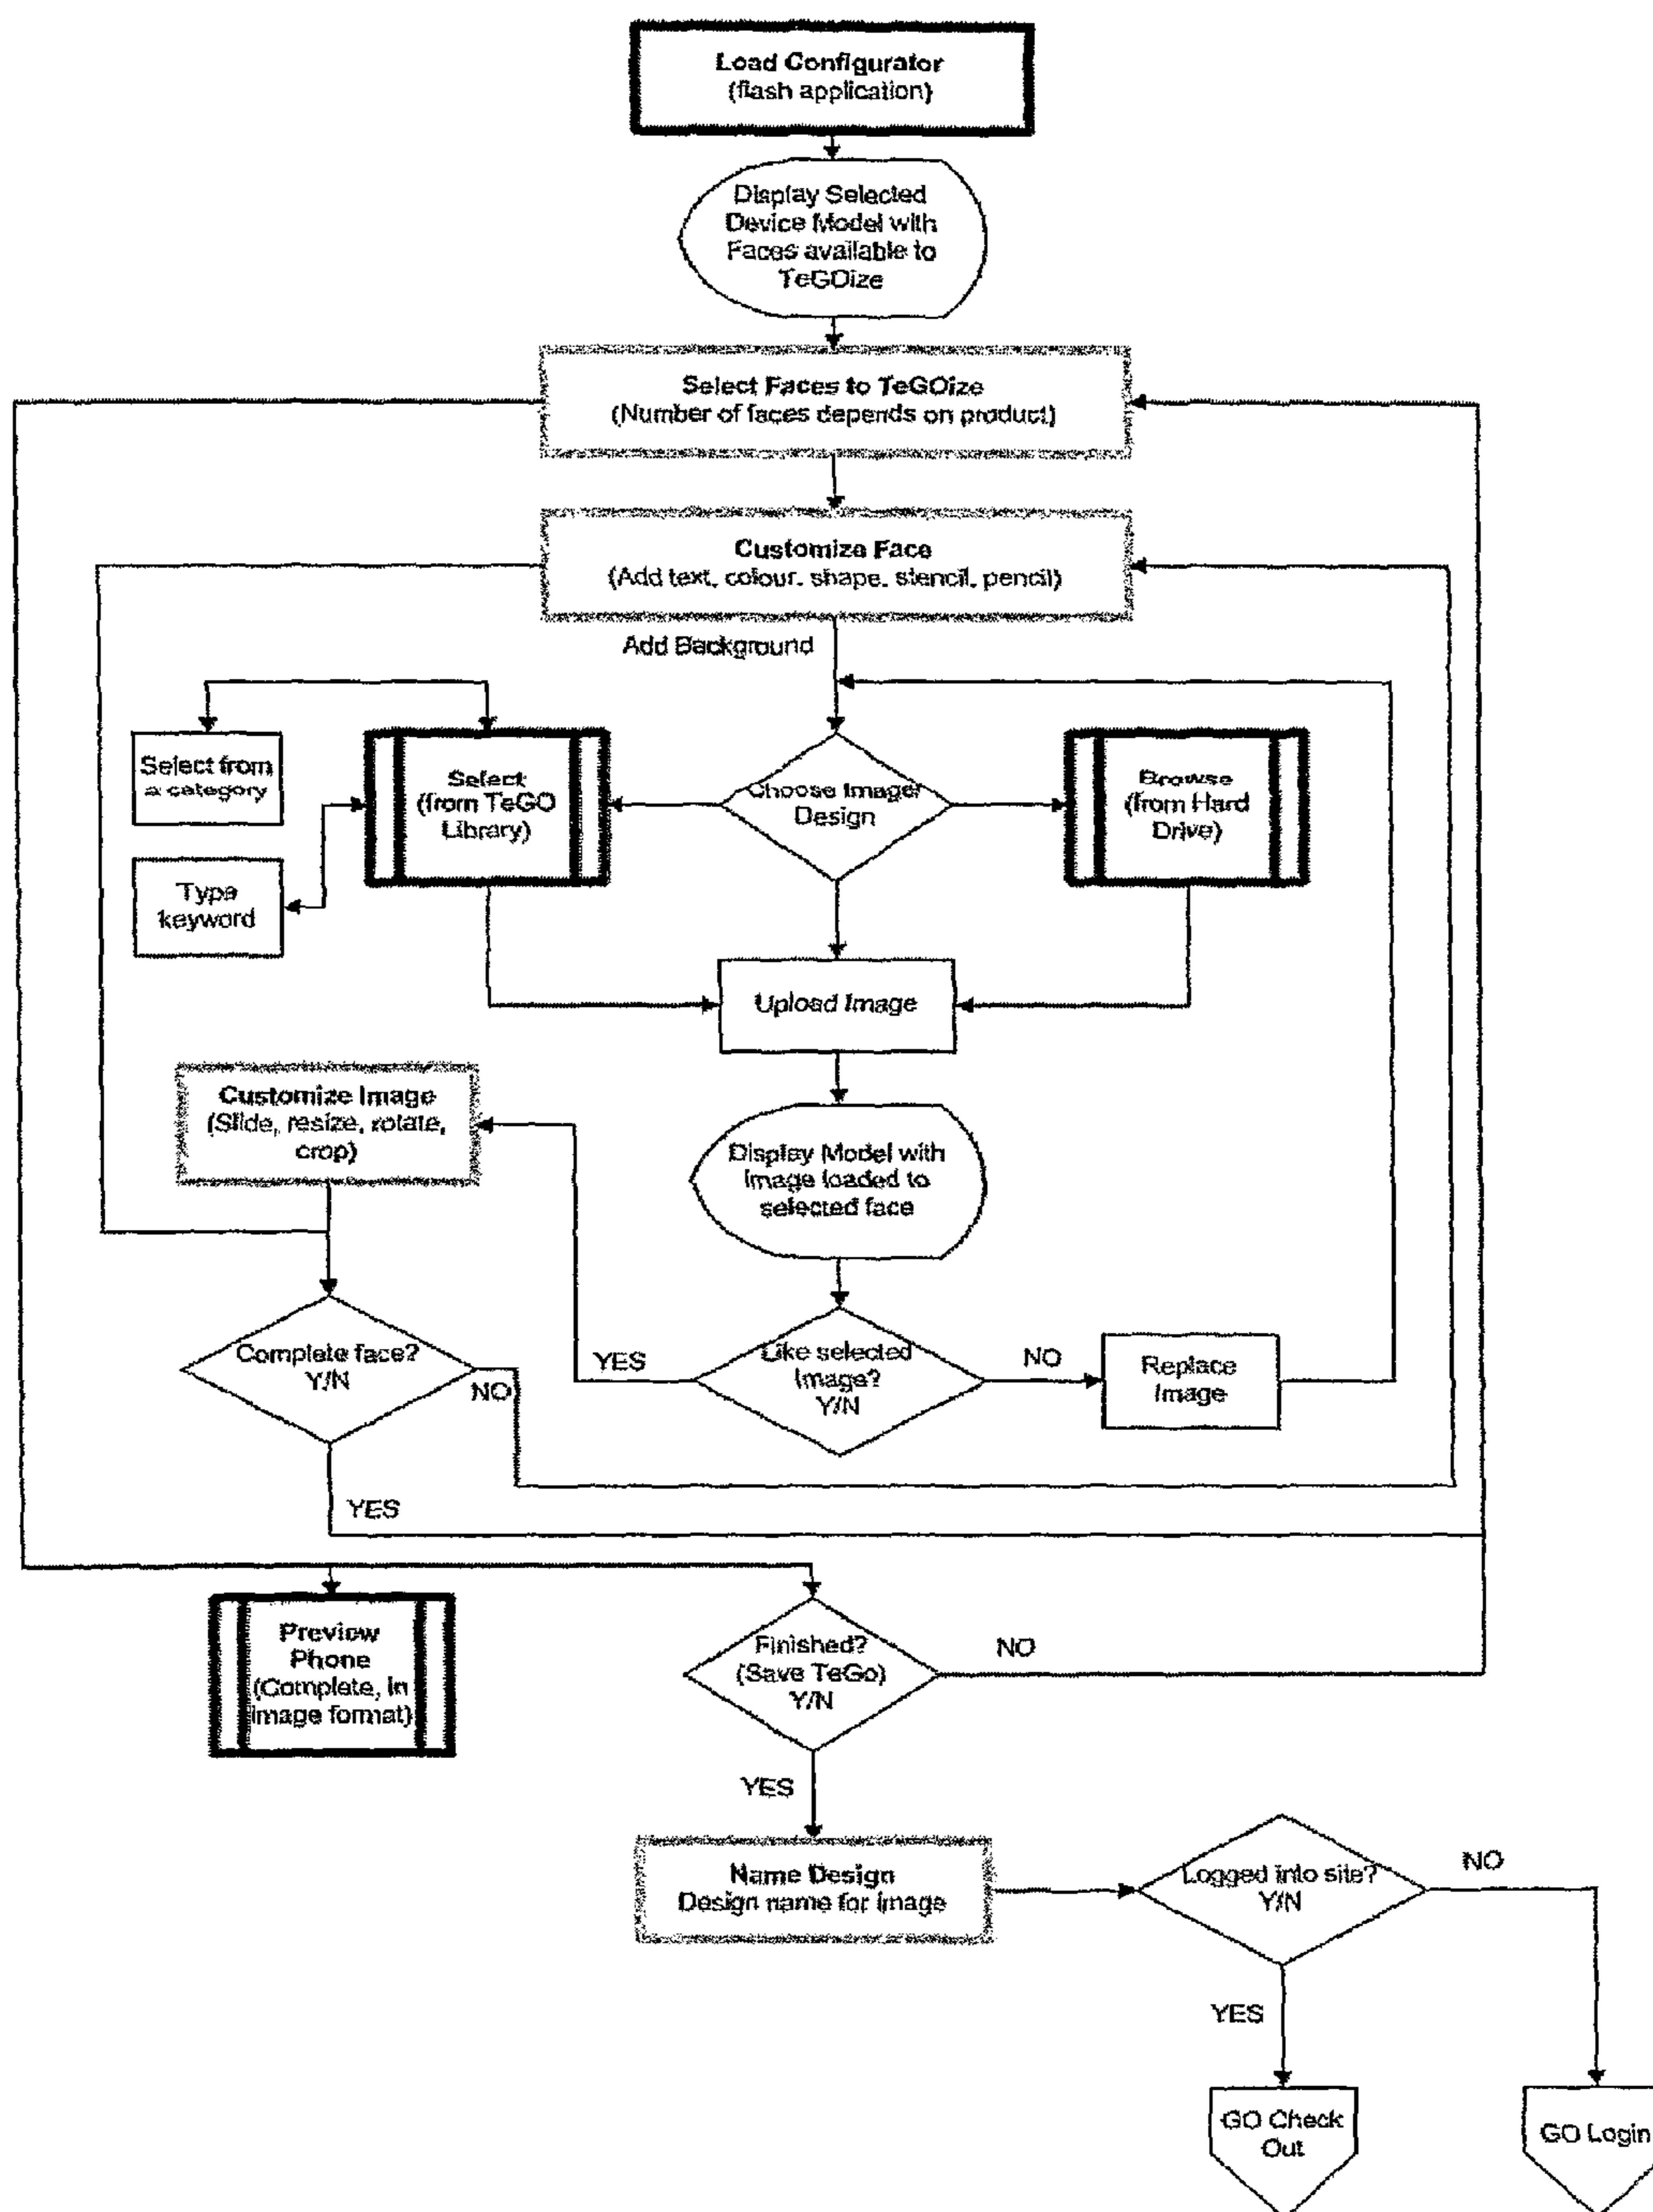 Load Configurator
(flash application)
Display Selected
Device Model with
Faces available to
TeGOize
Select Faces to TeGOize
(Number of faces depends on product)
Customize Face
(Add text, colour, shape, stencil, pencil)
Add Background
Select from
a category
Select
(from TeGO
Library)
Choose Image/
Design
Browse
(from Hard
Drive)
Type
keyword
Upload Image
Customize Image
(Slide, resize, rotate,
crop)
Display Model with
Image loaded to
selected face
Complete face?
Y/N
NO
YES
Like selected
Image?
Y/N
NO
Replace
Image
YES
Preview
Phone
(Complete, in
image format)
Finished?
(Save TeGo)
Y/N
NO
YES
Name Design
Design name for image
Logged into site?
Y/N
NO
YES
GO Check
Out
GO Login